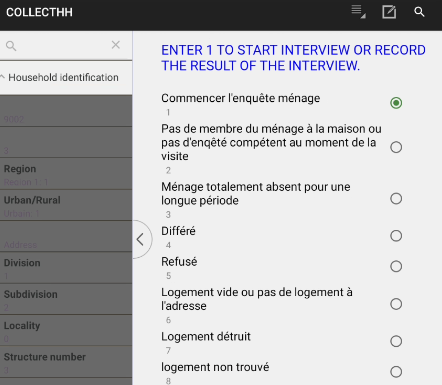 COLLECTHH
Household identification
Region
Region 1: 1
Urban/Rural
Urban: 1
Address
Division
1
Subdivision
Locality
Structure number
ENTER 1 TO START INTERVIEW OR RECORD
THE RESULT OF THE INTERVIEW.
Commencer l'enquête ménage
1
Pas de membre du ménage à la maison ou
pas d'enqêté compétent au moment de la
visite
2
Ménage totalement absent pour une
longue période
3
Différé
4
Refusé
5
Logement vide ou pas de logement à
l'adresse
6
Logement détruit
7
logement non trouvé
8